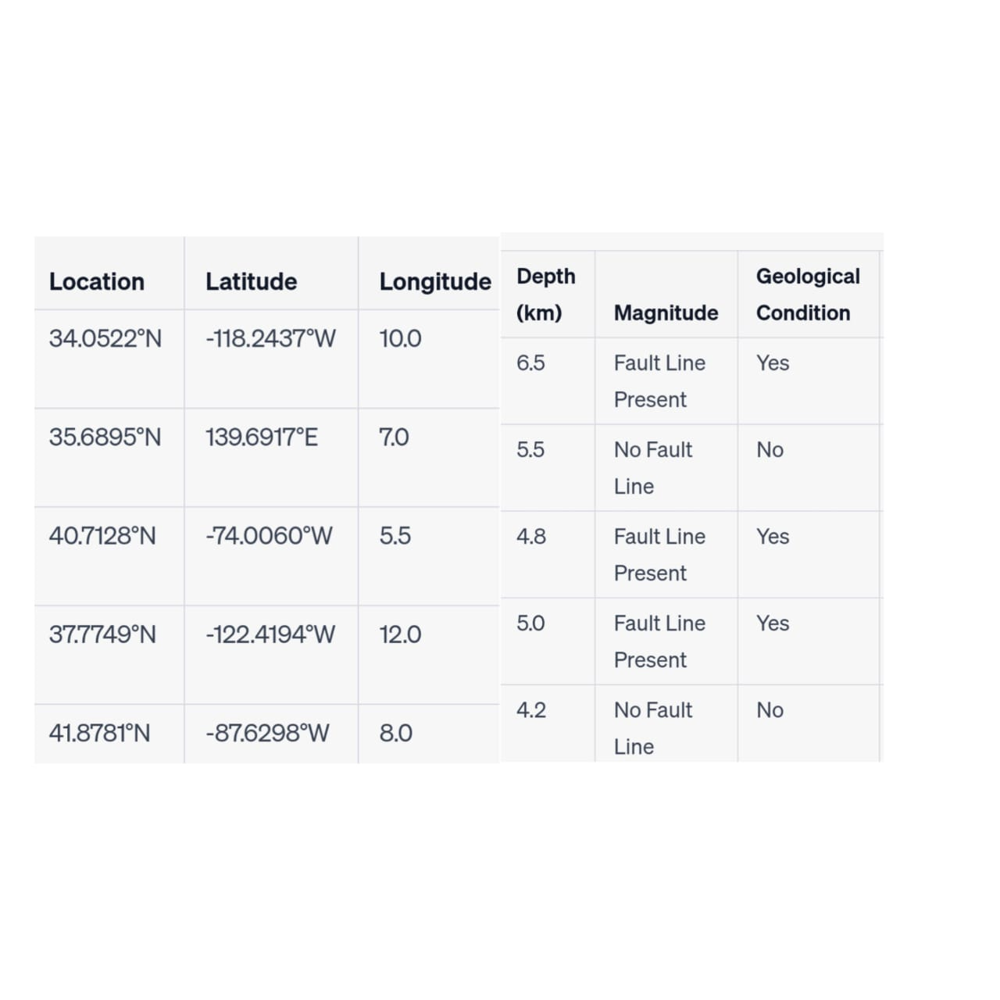 Location Latitude Longitude
34.0522°N -118.2437°W 10.0
35.6895°N 139.6917°E 7.0
40.7128°N -74.0060°W 5.5
37.7749°N -122.4194°W 12.0
41.8781°N -87.6298°W 8.0
Depth Geological
(km) Magnitude Condition
6.5 Fault Line Yes
Present
5.5 No Fault No
Line
4.8 Fault Line Yes
Present
5.0 Fault Line Yes
Present
4.2 No Fault No
Line